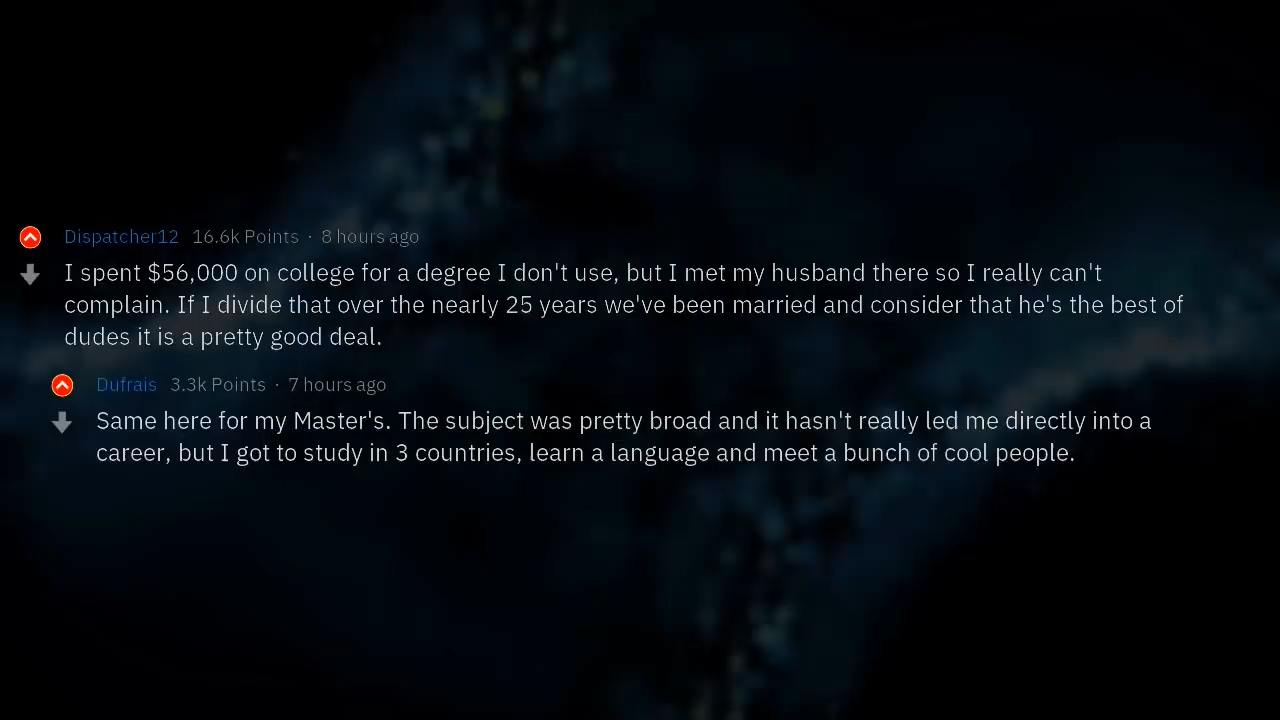 Dispatcher12 16.6k Points · 8 hours ago
I spent $56,000 on college for a degree I don't use, but I met my husband there so I really can't
complain. If I divide that over the nearly 25 years we've been married and consider that he's the best of
dudes it is a pretty good deal.
Dufrais 3.3k Points · 7 hours ago
Same here for my Master's. The subject was pretty broad and it hasn't really led me directly into a
career, but I got to study in 3 countries, learn a language and meet a bunch of cool people.